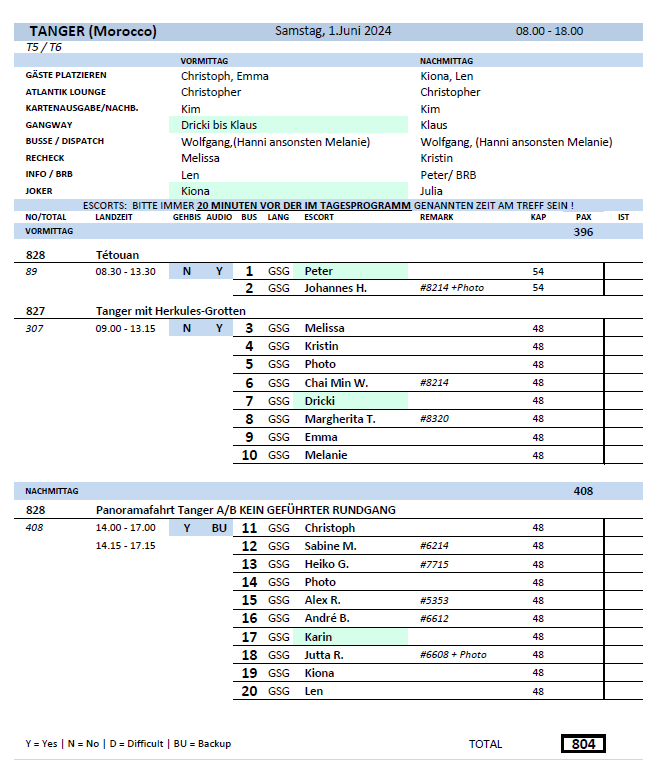 TANGER (Morocco) Samstag, 1.Juni 2024 08.00 - 18.00
T5 / T6
VORMITTAG NACHMITTAG
GÄSTE PLATZIEREN Christoph, Emma Kiona, Len
ATLANTIK LOUNGE Christopher Christopher
KARTENAUSGABE/NACHB. Kim Kim
GANGWAY Dricki bis Klaus Klaus
BUSSE / DISPATCH Wolfgang,(Hanni ansonsten Melanie) Wolfgang, (Hanni ansonsten Melanie)
RECHECK Melissa Kristin
INFO / BRB Len Peter/ BRB
JOKER Kiona Julia
ESCORTS: BITTE IMMER 20 MINUTEN VOR DER IM TAGESPROGRAMM GENANNTEN ZEIT AM TREFF SEIN !
NO/TOTAL LANDZEIT GEHBIS AUDIO BUS LANG ESCORT REMARK KAP PAX IST
VORMITTAG 396
828 Tétouan
89 08.30 - 13.30 N Y 1 GSG Peter 54
2 GSG Johannes H. #8214 +Photo 54
827 Tanger mit Herkules-Grotten
307 09.00 - 13.15 N Y 3 GSG Melissa 48
4 GSG Kristin 48
5 GSG Photo 48
6 GSG Chai Min W. #8214 48
7 GSG Dricki 48
8 GSG Margherita T. #8320 48
9 GSG Emma 48
10 GSG Melanie 48
NACHMITTAG 408
828 Panoramafahrt Tanger A/B KEIN GEFÜHRTER RUNDGANG
408 14.00 - 17.00 Y BU 11 GSG Christoph 48
14.15 - 17.15 12 GSG Sabine M. #6214 48
13 GSG Heiko G. #7715 48
14 GSG Photo 48
15 GSG Alex R. #5353 48
16 GSG André B. #6612 48
17 GSG Karin 48
18 GSG Jutta R. #6608 + Photo 48
19 GSG Kiona 48
20 GSG Len 48
Y = Yes | N = No | D = Difficult | BU = Backup TOTAL 804